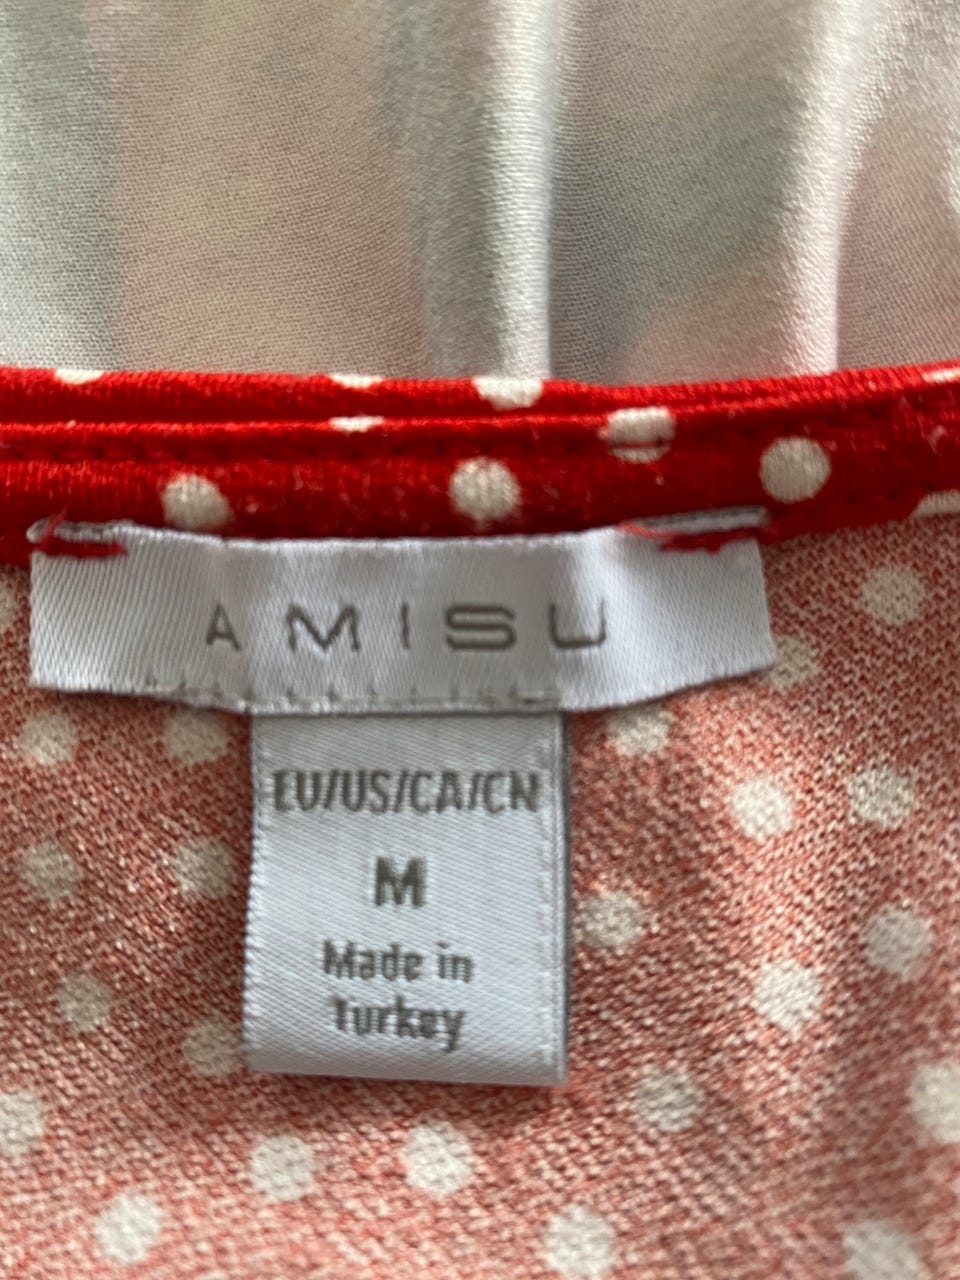 AMISU
EU/US/CA/CN
M
Made in
Turkey